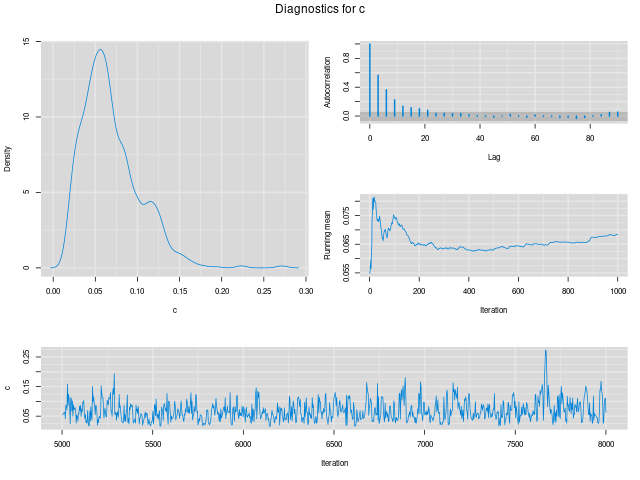 Diagnostics for c
Density
15
10
5
0
0.00 0.05 0.10 0.15 0.20 0.25 0.30
c
Autocorrelation
0.8
0.4
0.0
0 20 40 60 80
Lag
Running mean
0.075
0.065
0.055
0 200 400 600 800 1000
Iteration
c
0.25
0.15
0.05
5000 5500 6000 6500 7000 7500 8000
Iteration